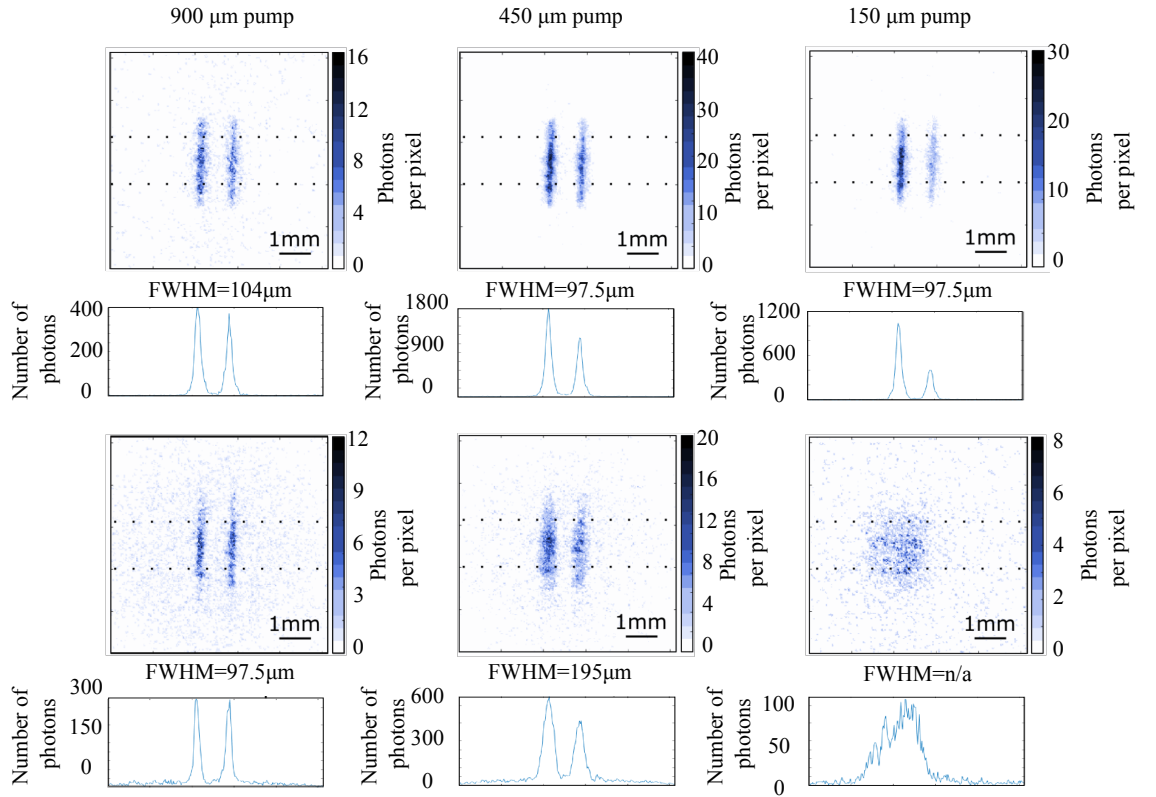 900 μm pump
450 μm pump
150 μm pump
16
12
8
4
0
Photons
per pixel
1mm
40
30
20
10
0
Photons
per pixel
1mm
30
20
10
0
Photons
per pixel
1mm
FWHM=104μm
400
200
0
Number of
photons
FWHM=97.5μm
1800
900
0
Number of
photons
FWHM=97.5μm
1200
600
0
Number of
photons
12
9
6
3
0
Photons
per pixel
1mm
20
16
12
8
4
0
Photons
per pixel
1mm
8
6
4
2
0
Photons
per pixel
1mm
FWHM=97.5μm
300
150
0
Number of
photons
FWHM=195μm
600
300
0
Number of
photons
FWHM=n/a
100
50
0
Number of
photons